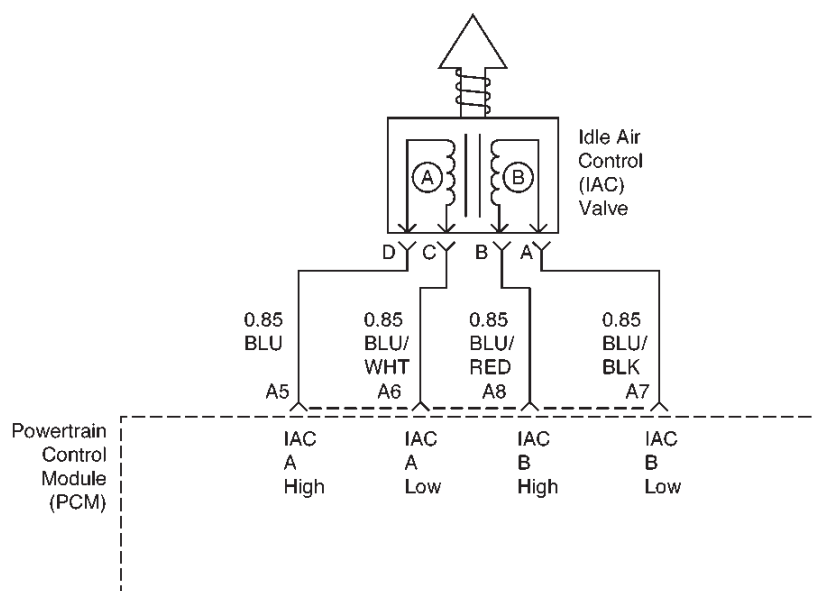 Idle Air
Control
(IAC)
Valve
A
B
D
C
B
A
0.85
BLU
0.85
BLU/
WHT
0.85
BLU/
RED
0.85
BLU/
BLK
A5
A6
A8
A7
Powertrain
Control
Module
(PCM)
IAC
A
High
IAC
A
Low
IAC
B
High
IAC
B
Low